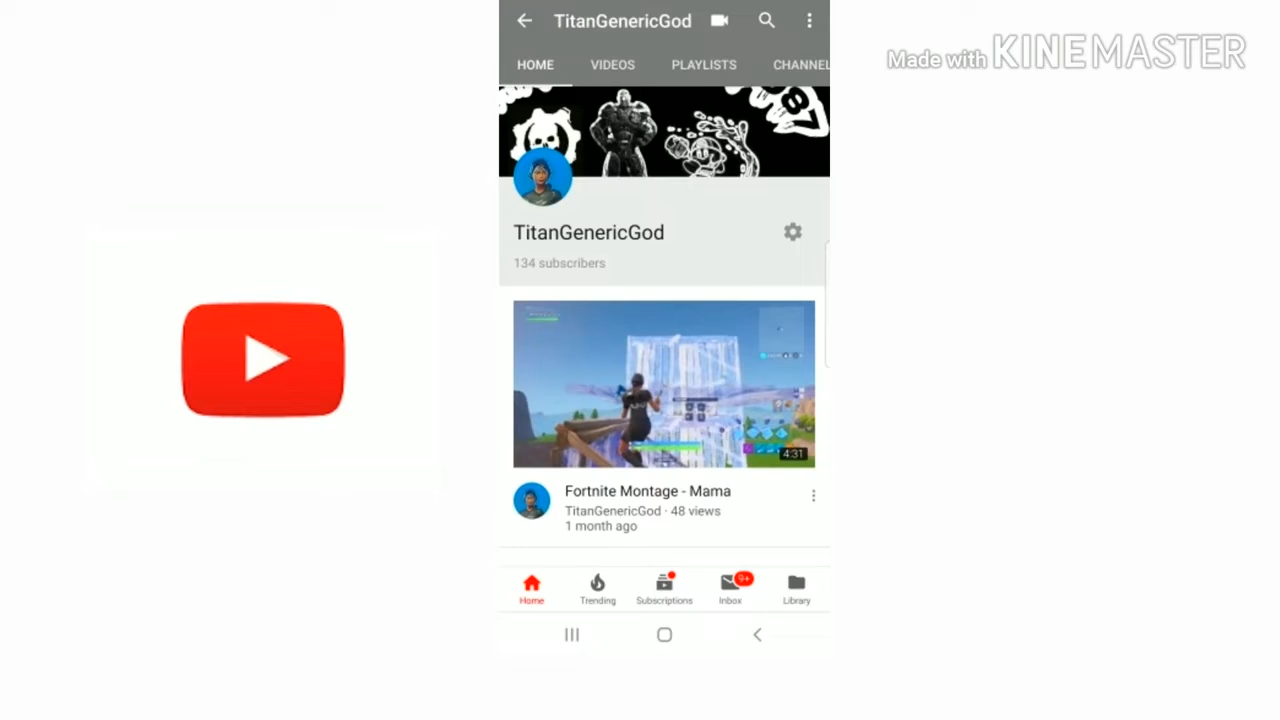 TitanGenericGod
Made with KINEMASTER
HOME VIDEOS PLAYLISTS CHANNEL
87
TitanGenericGod
134 subscribers
4:31
Fortnite Montage - Mama
TitanGenericGod · 48 views
1 month ago
9+
Home Trending Subscriptions Inbox Library